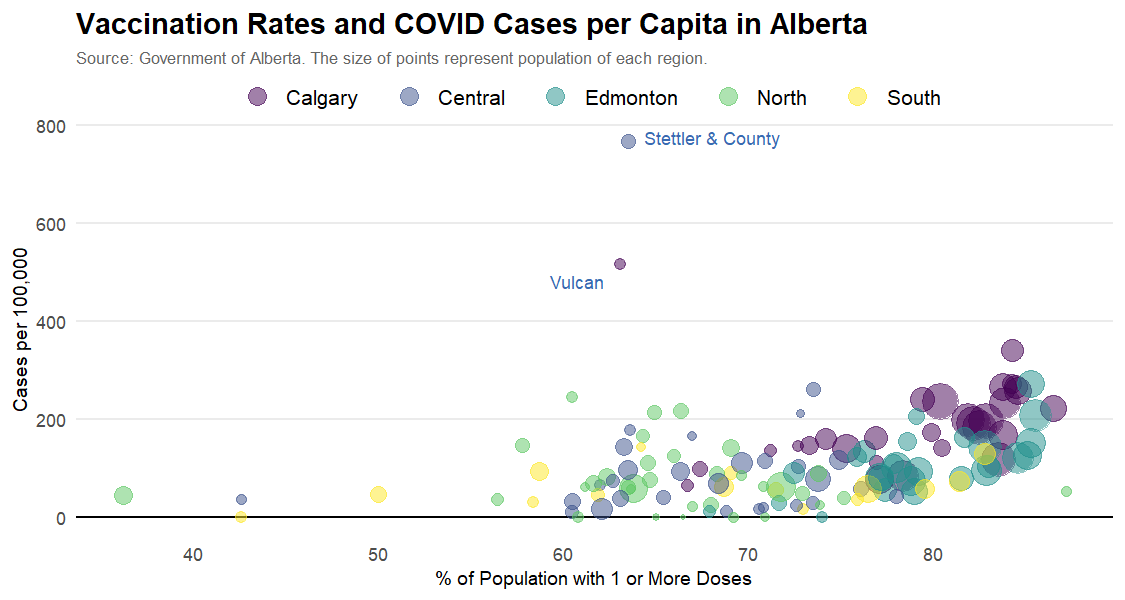 Vaccination Rates and COVID Cases per Capita in Alberta
Source: Government of Alberta. The size of points represent population of each region.
Calgary Central Edmonton North South
800
Stettler & County
600
Vulcan
400
200
0
Cases per 100,000
40 50 60 70 80
% of Population with 1 or More Doses